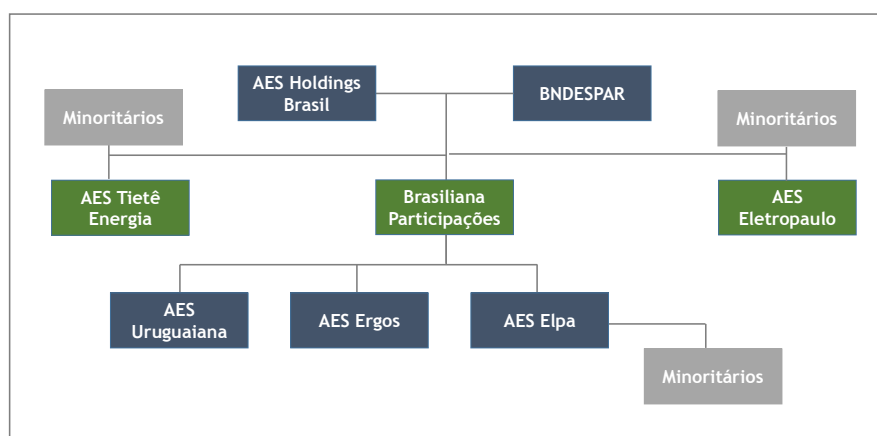 AES Holdings
Brasil
BNDESPAR
Minoritários
Minoritários
AES Tietê
Energia
Brasiliana
Participações
AES
Eletropaulo
AES
Uruguaiana
AES Ergos
AES Elpa
Minoritários